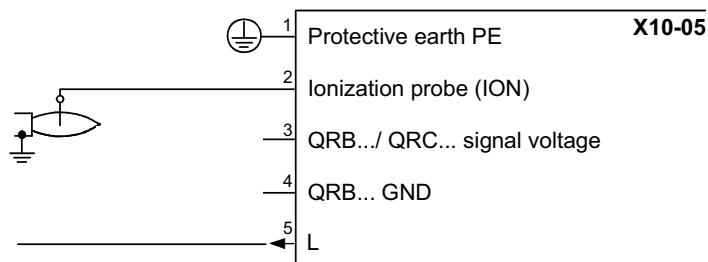 X10-05
1 Protective earth PE
2 Ionization probe (ION)
3 QRB.../ QRC... signal voltage
4 QRB... GND
5 L